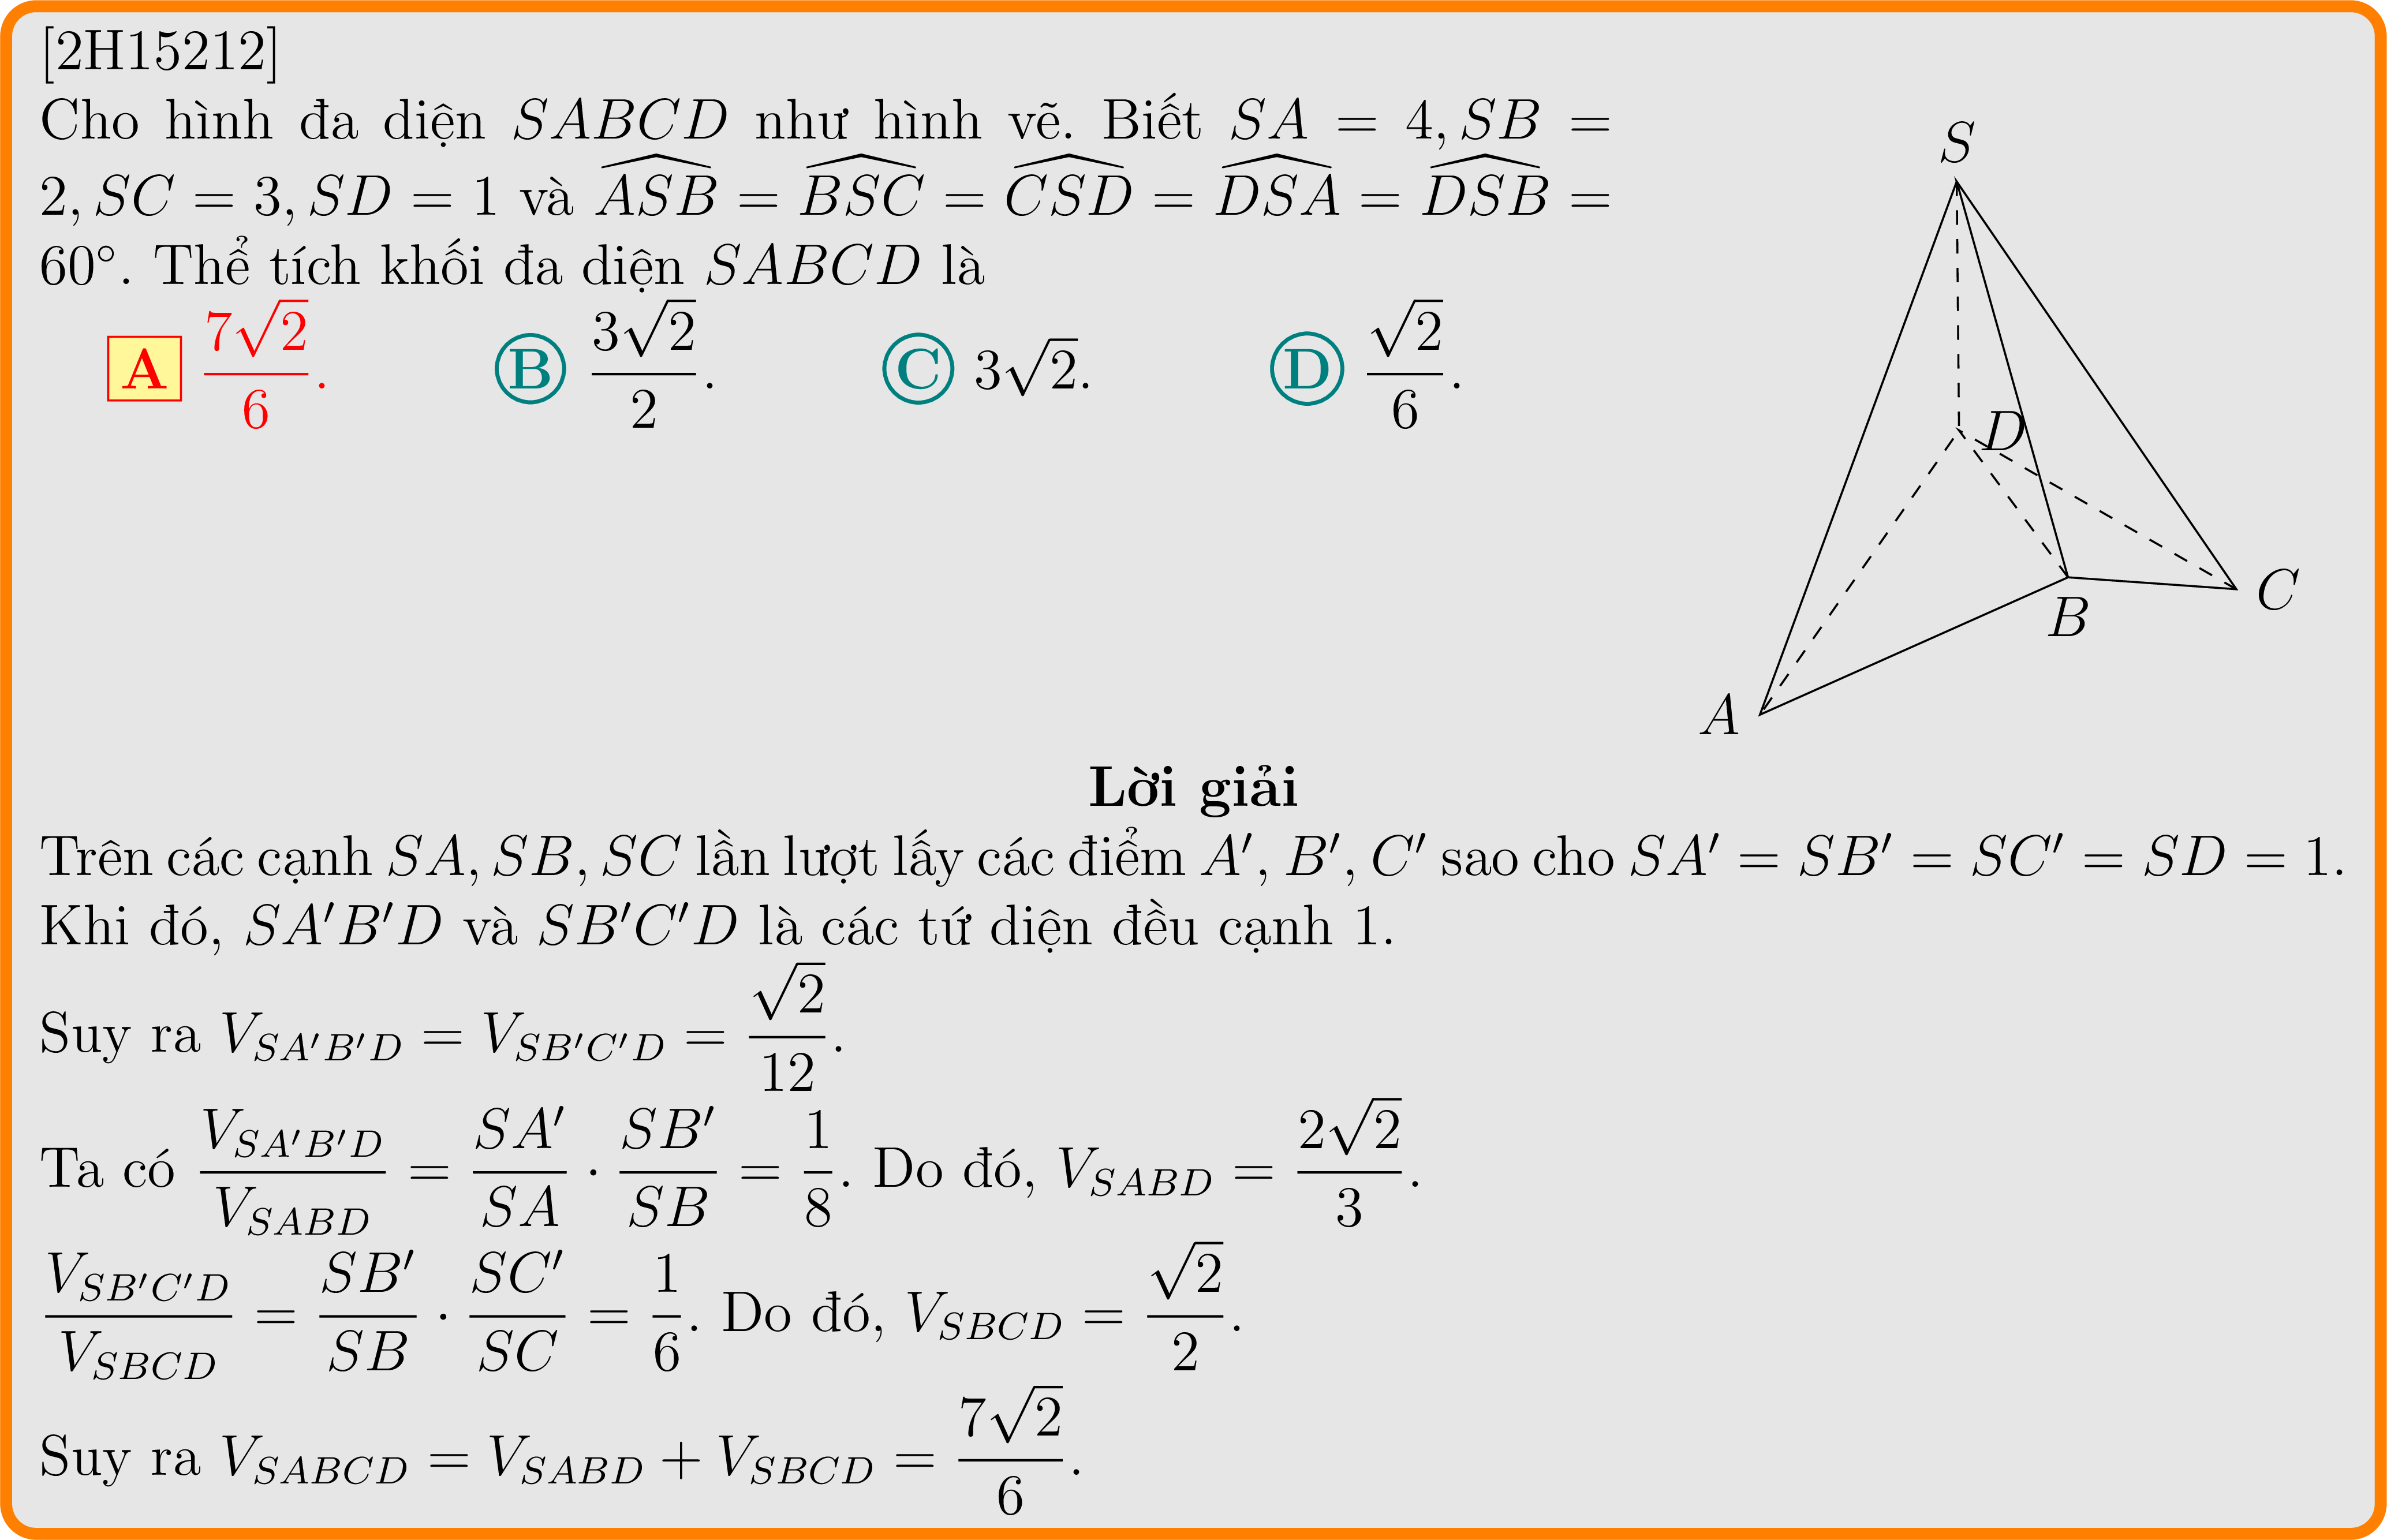 [2H15212]
Cho hình đa diện SABCD như hình vẽ. Biết SA = 4, SB =
2, SC = 3, SD = 1 và \widehat{ASB} = \widehat{BSC} = \widehat{CSD} = \widehat{DSA} = \widehat{DSB} =
60°. Thể tích khối đa diện SABCD là
A \frac{7\sqrt{2}}{6}. B \frac{3\sqrt{2}}{2}. C 3\sqrt{2}. D \frac{\sqrt{2}}{6}.
S
D
C
B
A
Lời giải
Trên các cạnh SA, SB, SC lần lượt lấy các điểm A′, B′, C′ sao cho SA′ = SB′ = SC′ = SD = 1.
Khi đó, SA′B′D và SB′C′D là các tứ diện đều cạnh 1.
Suy ra V_{SA′B′D} = V_{SB′C′D} = \frac{\sqrt{2}}{12}.
Ta có \frac{V_{SA′B′D}}{V_{SABD}} = \frac{SA′}{SA} · \frac{SB′}{SB} = \frac{1}{8}. Do đó, V_{SABD} = \frac{2\sqrt{2}}{3}.
\frac{V_{SB′C′D}}{V_{SBCD}} = \frac{SB′}{SB} · \frac{SC′}{SC} = \frac{1}{6}. Do đó, V_{SBCD} = \frac{\sqrt{2}}{2}.
Suy ra V_{SABCD} = V_{SABD} + V_{SBCD} = \frac{7\sqrt{2}}{6}.